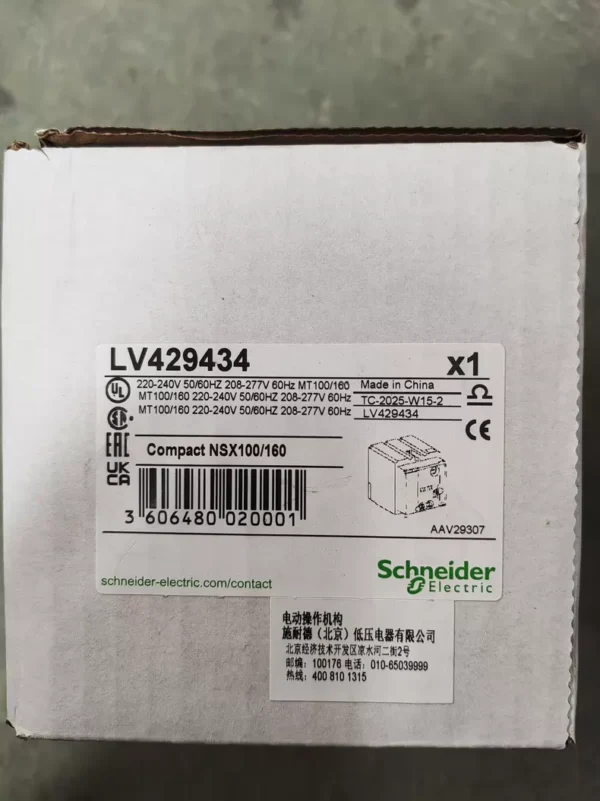 LV429434
x1
220-240V 50/60HZ 208-277V 60Hz MT100/160
MT100/160 220-240V 50/60HZ 208-277V 60Hz
MT100/160 220-240V 50/60HZ 208-277V 60Hz
Made in China
TC-2025-W15-2
LV429434
UL
EAC
UK
CA
CE
Compact NSX100/160
3 606480 020001
AAV29307
schneider-electric.com/contact
Schneider
Electric
电动操作机构
施耐德（北京）低压电器有限公司
北京经济技术开发区凉水河二街2号
邮编：100176 电话：010-65039999
热线：400 810 1315